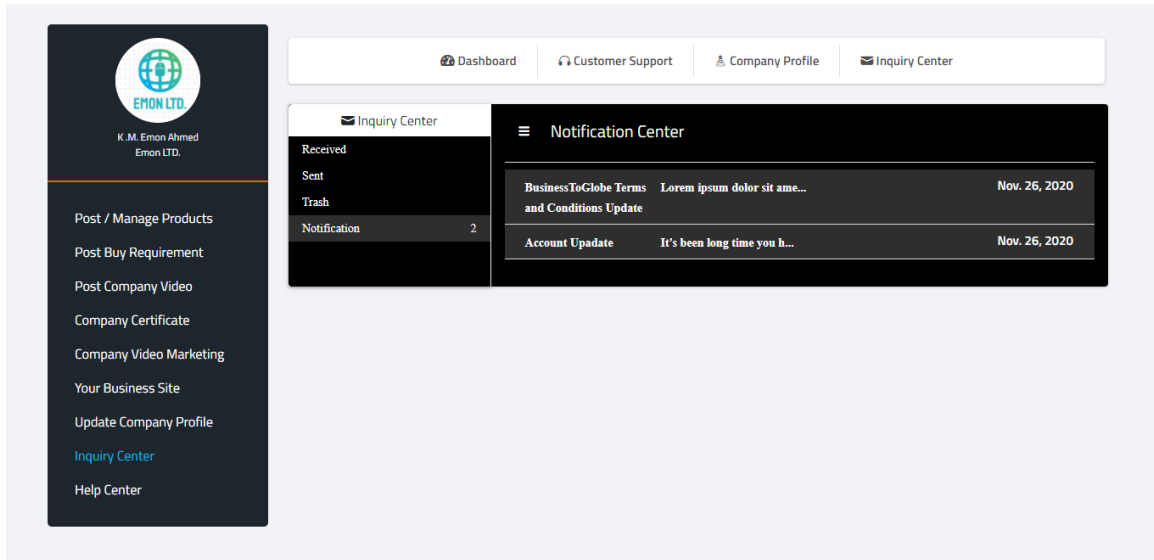 EMON LTD.
K .M. Emon Ahmed
Emon LTD.
Post / Manage Products
Post Buy Requirement
Post Company Video
Company Certificate
Company Video Marketing
Your Business Site
Update Company Profile
Inquiry Center
Help Center
Dashboard
Customer Support
Company Profile
Inquiry Center
Inquiry Center
Received
Sent
Trash
Notification 2
Notification Center
BusinessToGlobe Terms Lorem ipsum dolor sit ame... Nov. 26, 2020
and Conditions Update
Account Upadate It's been long time you h... Nov. 26, 2020